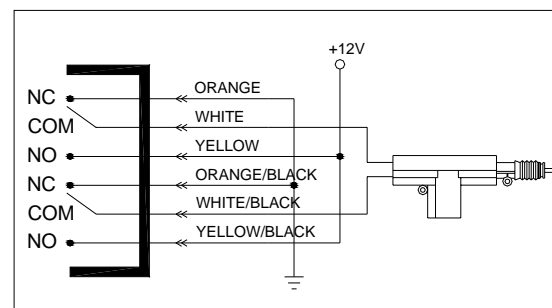 +12V
NC ORANGE
COM WHITE
NO YELLOW
NC ORANGE/BLACK
COM WHITE/BLACK
NO YELLOW/BLACK